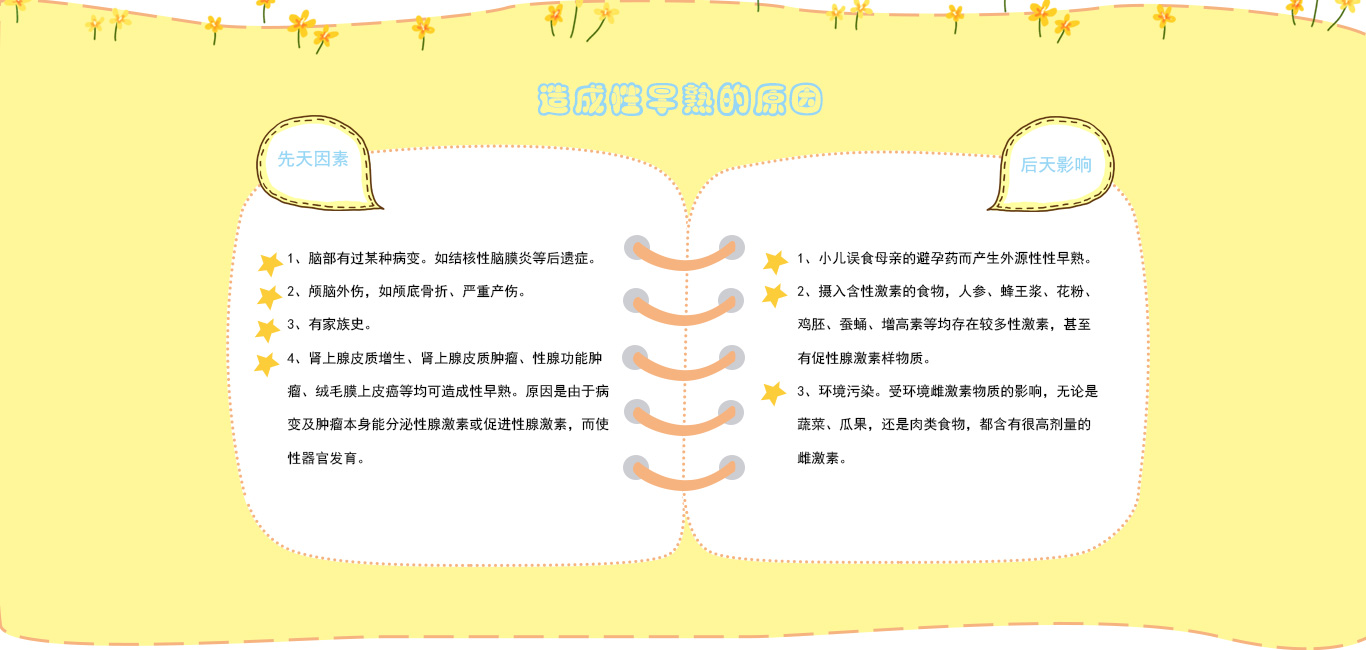 造成性早熟的原因
先天因素
1、脑部有过某种病变。如结核性脑膜炎等后遗症。
2、颅脑外伤，如颅底骨折、严重产伤。
3、有家族史。
4、肾上腺皮质增生、肾上腺皮质肿瘤、性腺功能肿
瘤、绒毛膜上皮癌等均可造成性早熟。原因是由于病
变及肿瘤本身能分泌性腺激素或促进性腺激素，而使
性器官发育。
后天影响
1、小儿误食母亲的避孕药而产生外源性性早熟。
2、摄入含性激素的食物，人参、蜂王浆、花粉、
鸡胚、蚕蛹、增高素等均存在较多性激素，甚至
有促性腺激素样物质。
3、环境污染。受环境雌激素物质的影响，无论是
蔬菜、瓜果，还是肉类食物，都含有很高剂量的
雌激素。